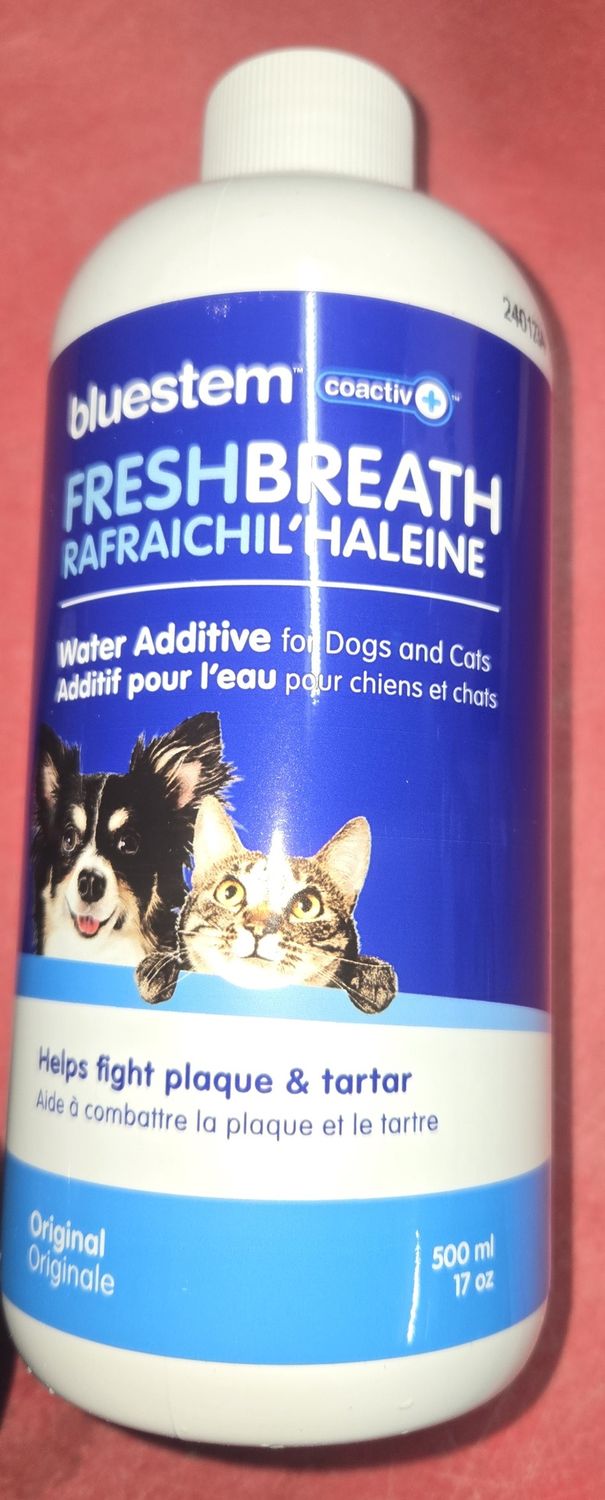 bluestem™ coactiv+™
FRESHBREATH
RAFRAICHIL'HALEINE
Water Additive for Dogs and Cats
Additif pour l'eau pour chiens et chats
Helps fight plaque & tartar
Aide à combattre la plaque et le tartre
Original
Originale
500 ml
17 oz